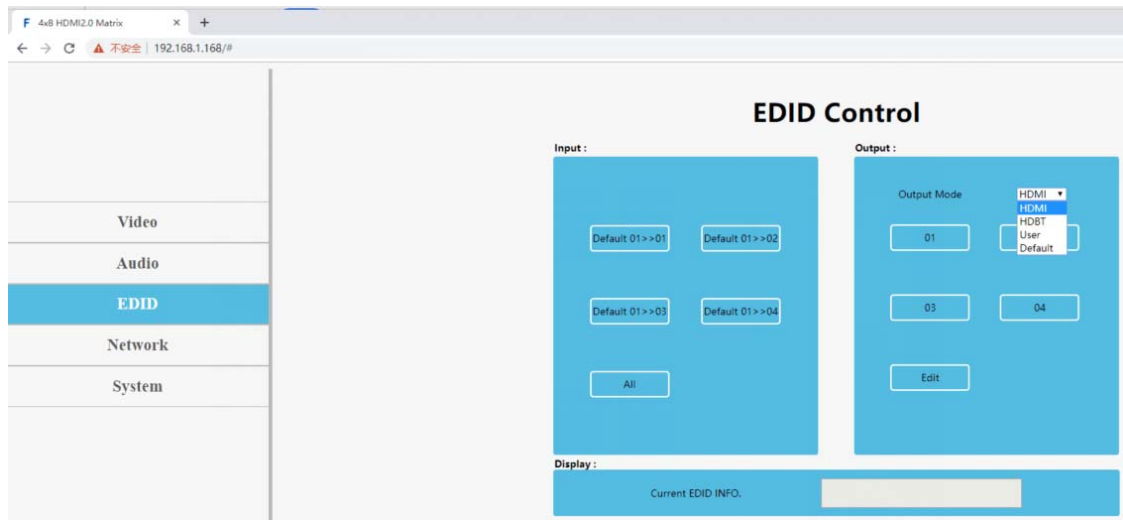 F 4x8 HDMI2.0 Matrix × +
← → C ▲ 不安全 | 192.168.1.168/#
EDID Control
Input :
Output :
Output Mode
HDMI ▼
HDMI
HDBT
User
Default
Video
Audio
EDID
Network
System
Default 01>>01
Default 01>>02
Default 01>>03
Default 01>>04
All
01
03
04
Edit
Display :
Current EDID INFO.